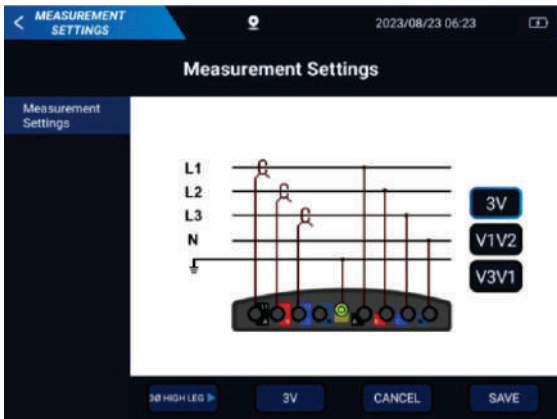 MEASUREMENT
SETTINGS
2023/08/23 06:23
Measurement Settings
Measurement
Settings
L1
L2
L3
N
3V
V1V2
V3V1
3Ø HIGH LEG
3V
CANCEL
SAVE